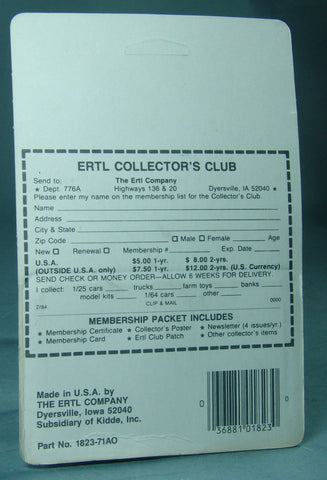 ERTL COLLECTOR'S CLUB
Send to: The Ertl Company
★ Dept. 776A Highways 136 & 20 Dyersville, IA 52040 ★
Please enter my name on the membership list for the Collector's Club.
Name
Address
City & State
Zip Code □ Male □ Female Age
New □ Renewal □ Membership # Exp. Date
U.S.A. $5.00 1-yr. $ 8.00 2-yrs.
(OUTSIDE U.S.A. only) $7.50 1-yr. $12.00 2-yrs. (U.S. Currency)
SEND CHECK OR MONEY ORDER—ALLOW 6 WEEKS FOR DELIVERY.
I collect: 1/25 cars trucks farm toys banks
model kits 1/64 cars other
CLIP & MAIL
2/84 0000
MEMBERSHIP PACKET INCLUDES
★ Membership Certificate ★ Collector's Poster ★ Newsletter (4 issues/yr.)
★ Membership Card ★ Ertl Club Patch ★ Other collector's items
Made in U.S.A. by
THE ERTL COMPANY
Dyersville, Iowa 52040
Subsidiary of Kidde, Inc.
Part No. 1823-71AO
0 0
36881 01823